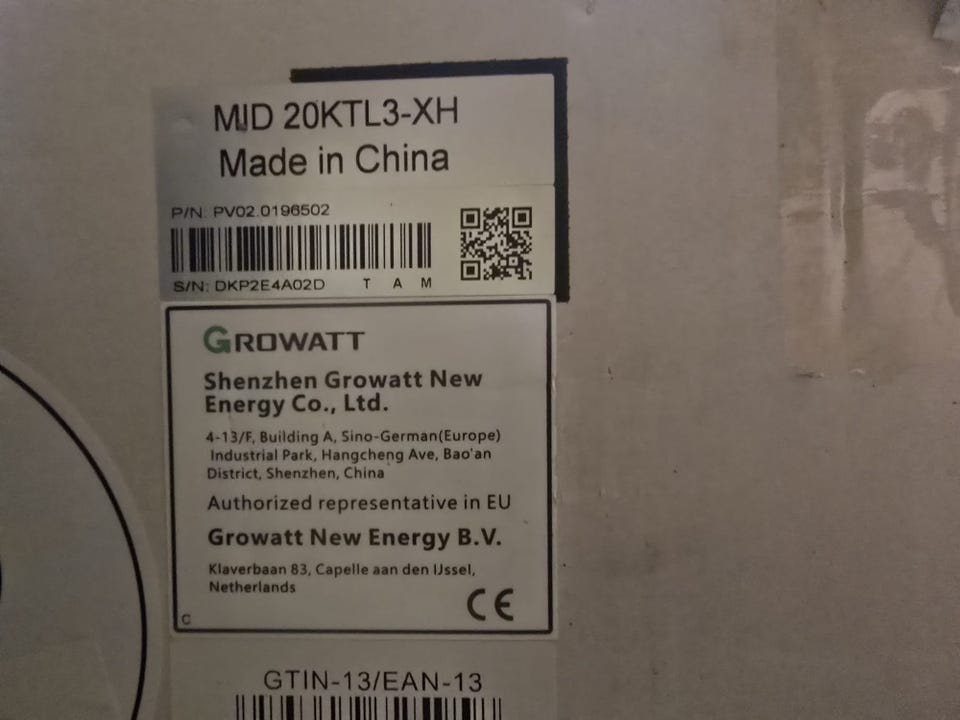 MID 20KTL3-XH
Made in China
P/N: PV02.0196502
S/N: DKP2E4A02D T A M
GROWATT
Shenzhen Growatt New
Energy Co., Ltd.
4-13/F, Building A, Sino-German(Europe)
Industrial Park, Hangcheng Ave, Bao'an
District, Shenzhen, China
Authorized representative in EU
Growatt New Energy B.V.
Klaverbaan 83, Capelle aan den IJssel,
Netherlands
CE
C
GTIN-13/EAN-13